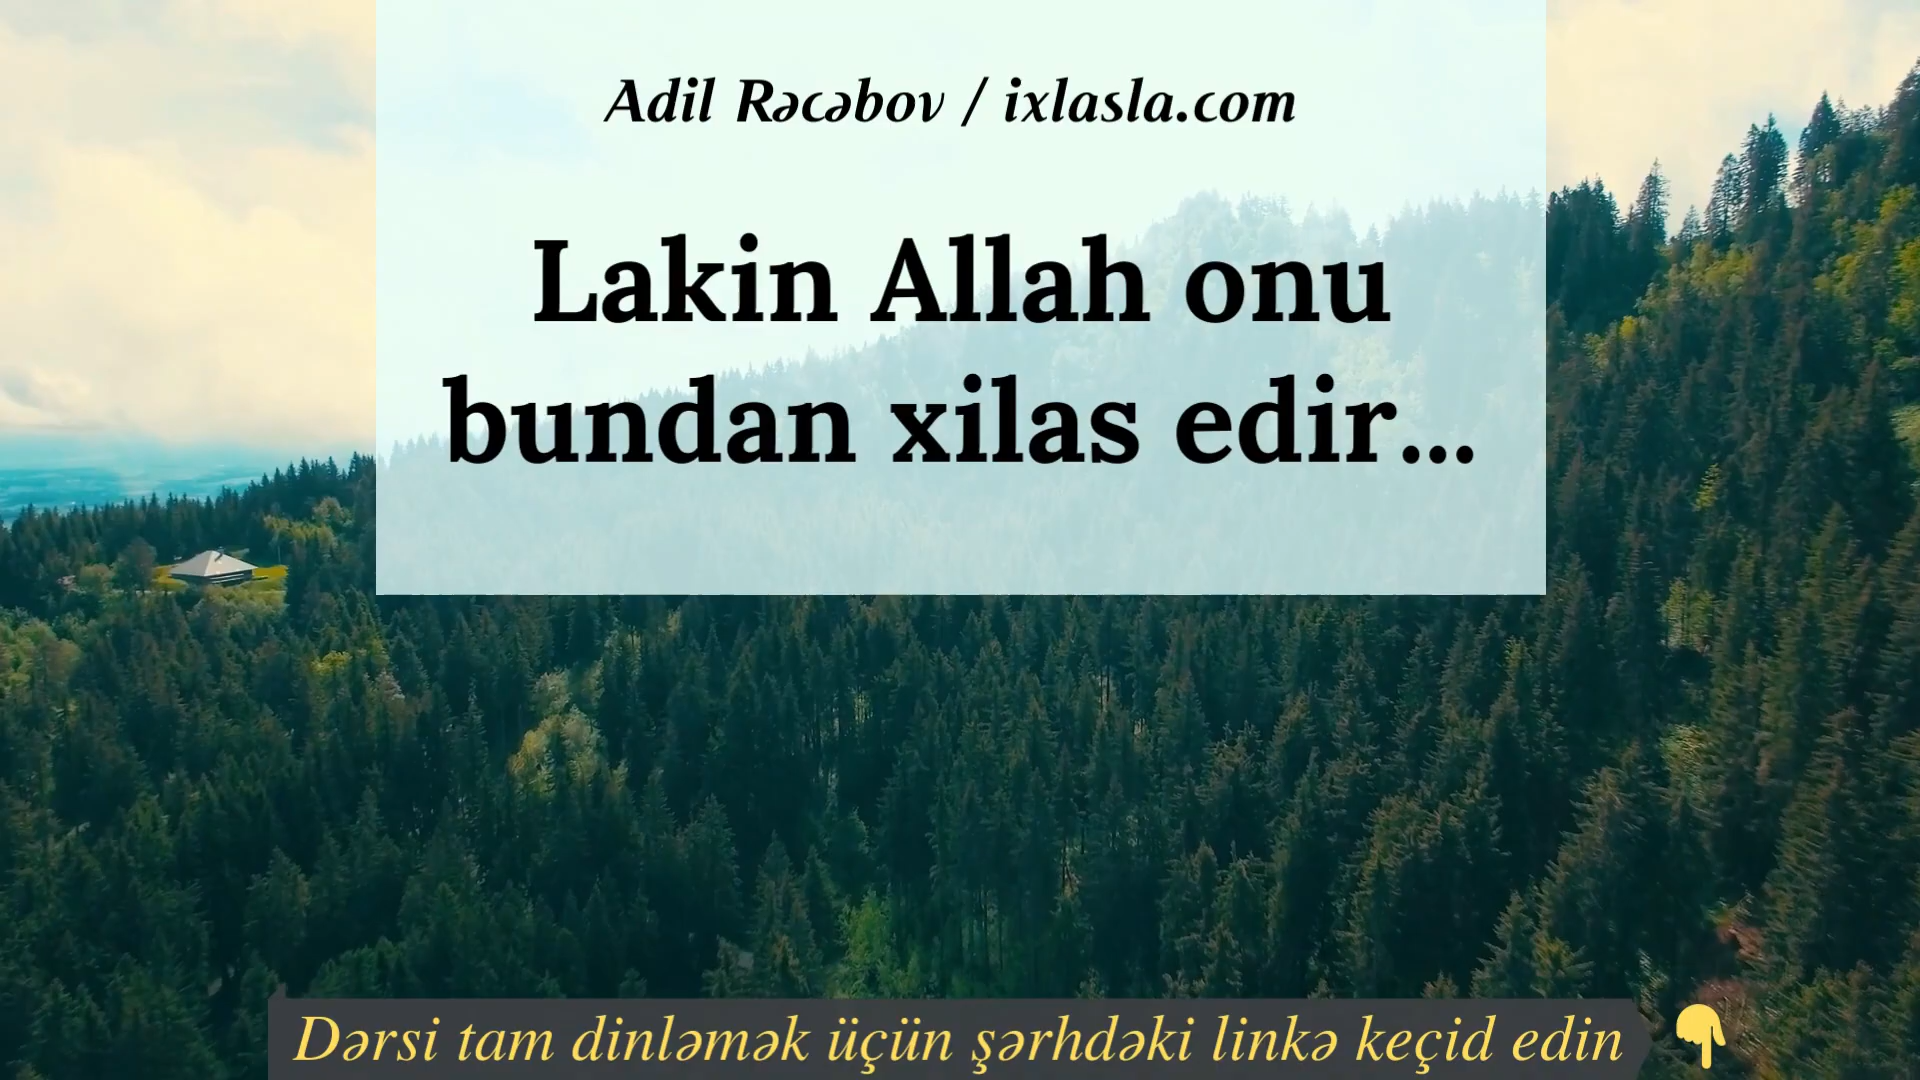 Adil Rəcəbov / ixlasla.com
Lakin Allah onu
bundan xilas edir...
Dərsi tam dinləmək üçün şərhdəki linkə keçid edin 👇